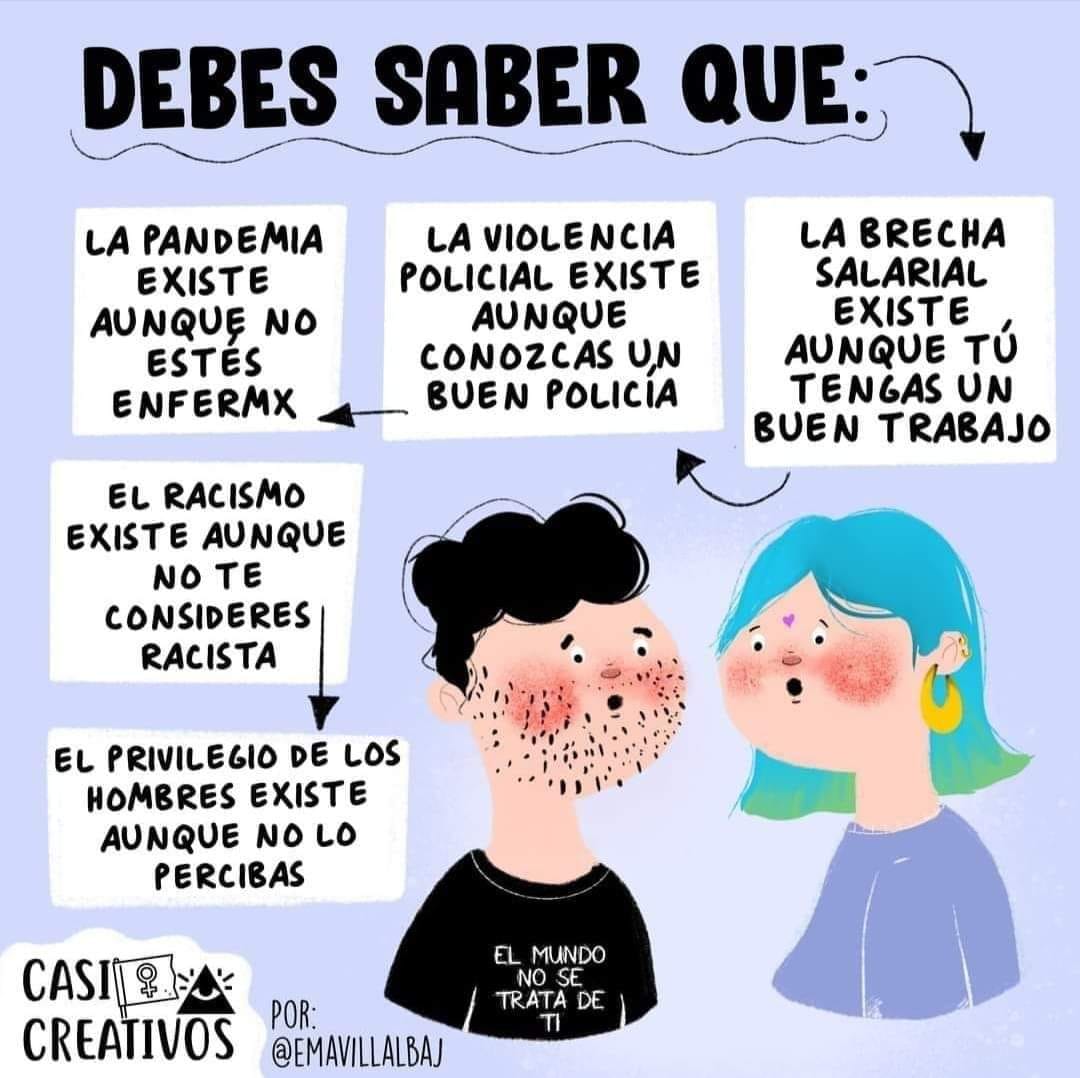 DEBES SABER QUE:
LA BRECHA
SALARIAL
EXISTE
AUNQUE TÚ
TENGAS UN
BUEN TRABAJO
LA VIOLENCIA
POLICIAL EXISTE
AUNQUE
CONOZCAS UN
BUEN POLICÍA
LA PANDEMIA
EXISTE
AUNQUE NO
ESTÉS
ENFERMX
EL RACISMO
EXISTE AUNQUE
NO TE
CONSIDERES
RACISTA
EL PRIVILEGIO DE LOS
HOMBRES EXISTE
AUNQUE NO LO
PERCIBAS
EL MUNDO
NO SE
TRATA DE
TI
CASI
CREATIVOS
POR:
@EMAVILLALBAJ